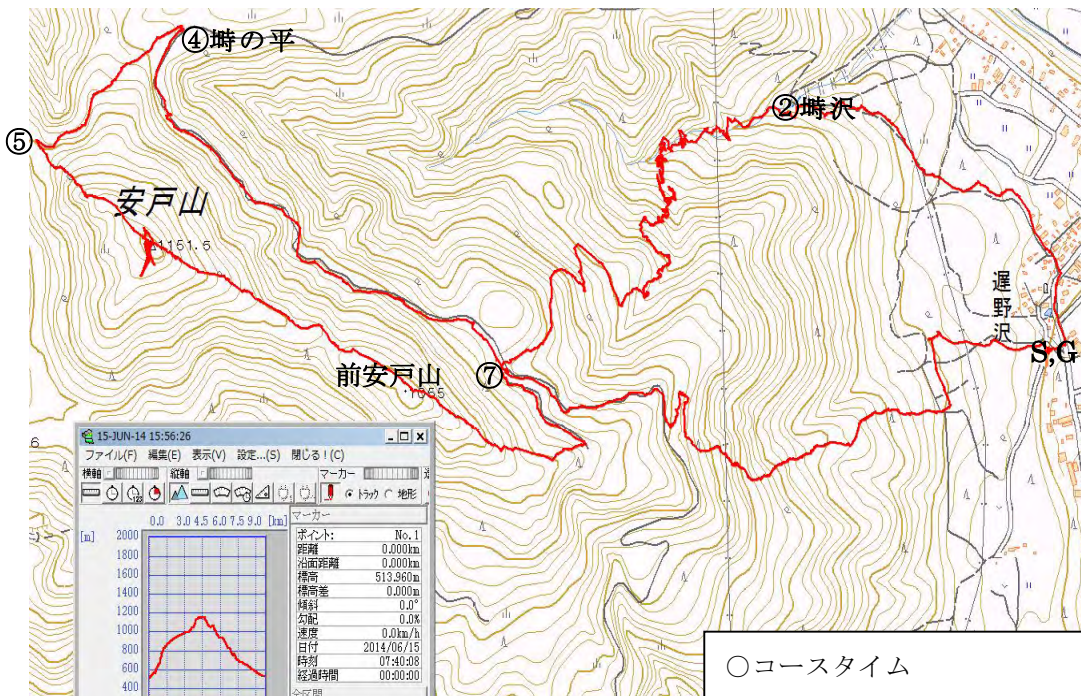 ④塒の平
②塒沢
⑤
安戸山
1151.6
遅野沢
S,G
前安戸山
⑦
1055
15-JUN-14 15:56:26
ファイル(F) 編集(E) 表示(V) 設定...(S) 閉じる!(C)
横軸 縦軸 マーカー
トラック 地形
0.0 3.0 4.5 6.0 7.5 9.0 [km]
[m]
2000
1800
1600
1400
1200
1000
800
600
400
マーカー
ポイント: No.1
距離 0.000km
沿面距離 0.000km
標高 513.960m
標高差 0.000m
傾斜 0.0°
勾配 0.0%
速度 0.0km/h
日付 2014/06/15
時刻 07:40:08
経過時間 00:00:00
全区間
○コースタイム